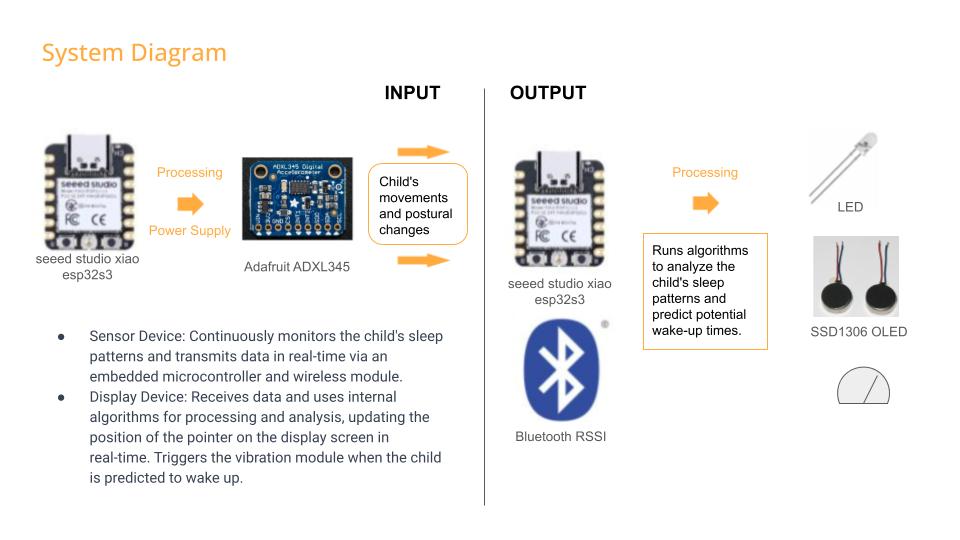 System Diagram
INPUT
OUTPUT
seeed studio
Processing
Power Supply
seeed studio xiao
esp32s3
ADXL345 Digital
Accelerometer
Adafruit ADXL345
Child's
movements
and postural
changes
●    Sensor Device: Continuously monitors the child's sleep
patterns and transmits data in real-time via an
embedded microcontroller and wireless module.
●    Display Device: Receives data and uses internal
algorithms for processing and analysis, updating the
position of the pointer on the display screen in
real-time. Triggers the vibration module when the child
is predicted to wake up.
seeed studio
seeed studio xiao
esp32s3
®
Bluetooth RSSI
Processing
Runs algorithms
to analyze the
child's sleep
patterns and
predict potential
wake-up times.
LED
SSD1306 OLED